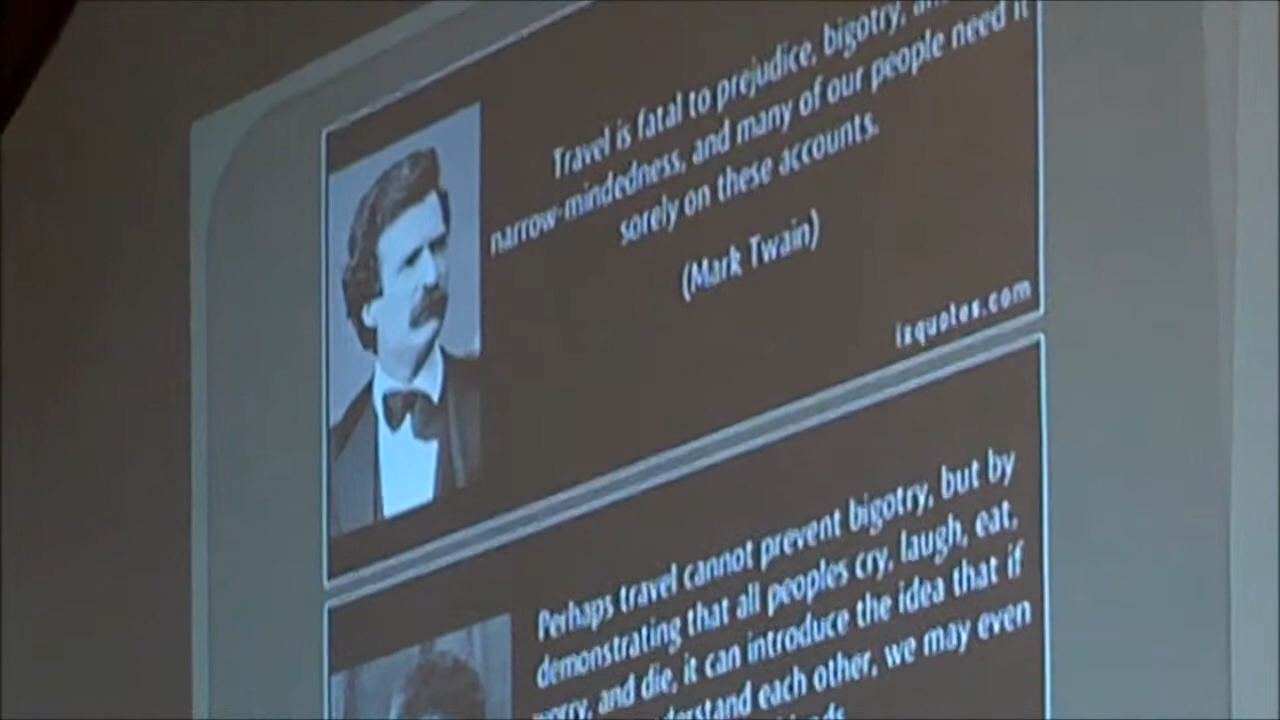 Travel is fatal to prejudice, bigotry,
narrow-mindedness, and many of our people need it
sorely on these accounts.
(Mark Twain)
izquotes.com
Perhaps travel cannot prevent bigotry, but by
demonstrating that all peoples cry, laugh, eat,
worry, and die, it can introduce the idea that if
each other, we may even